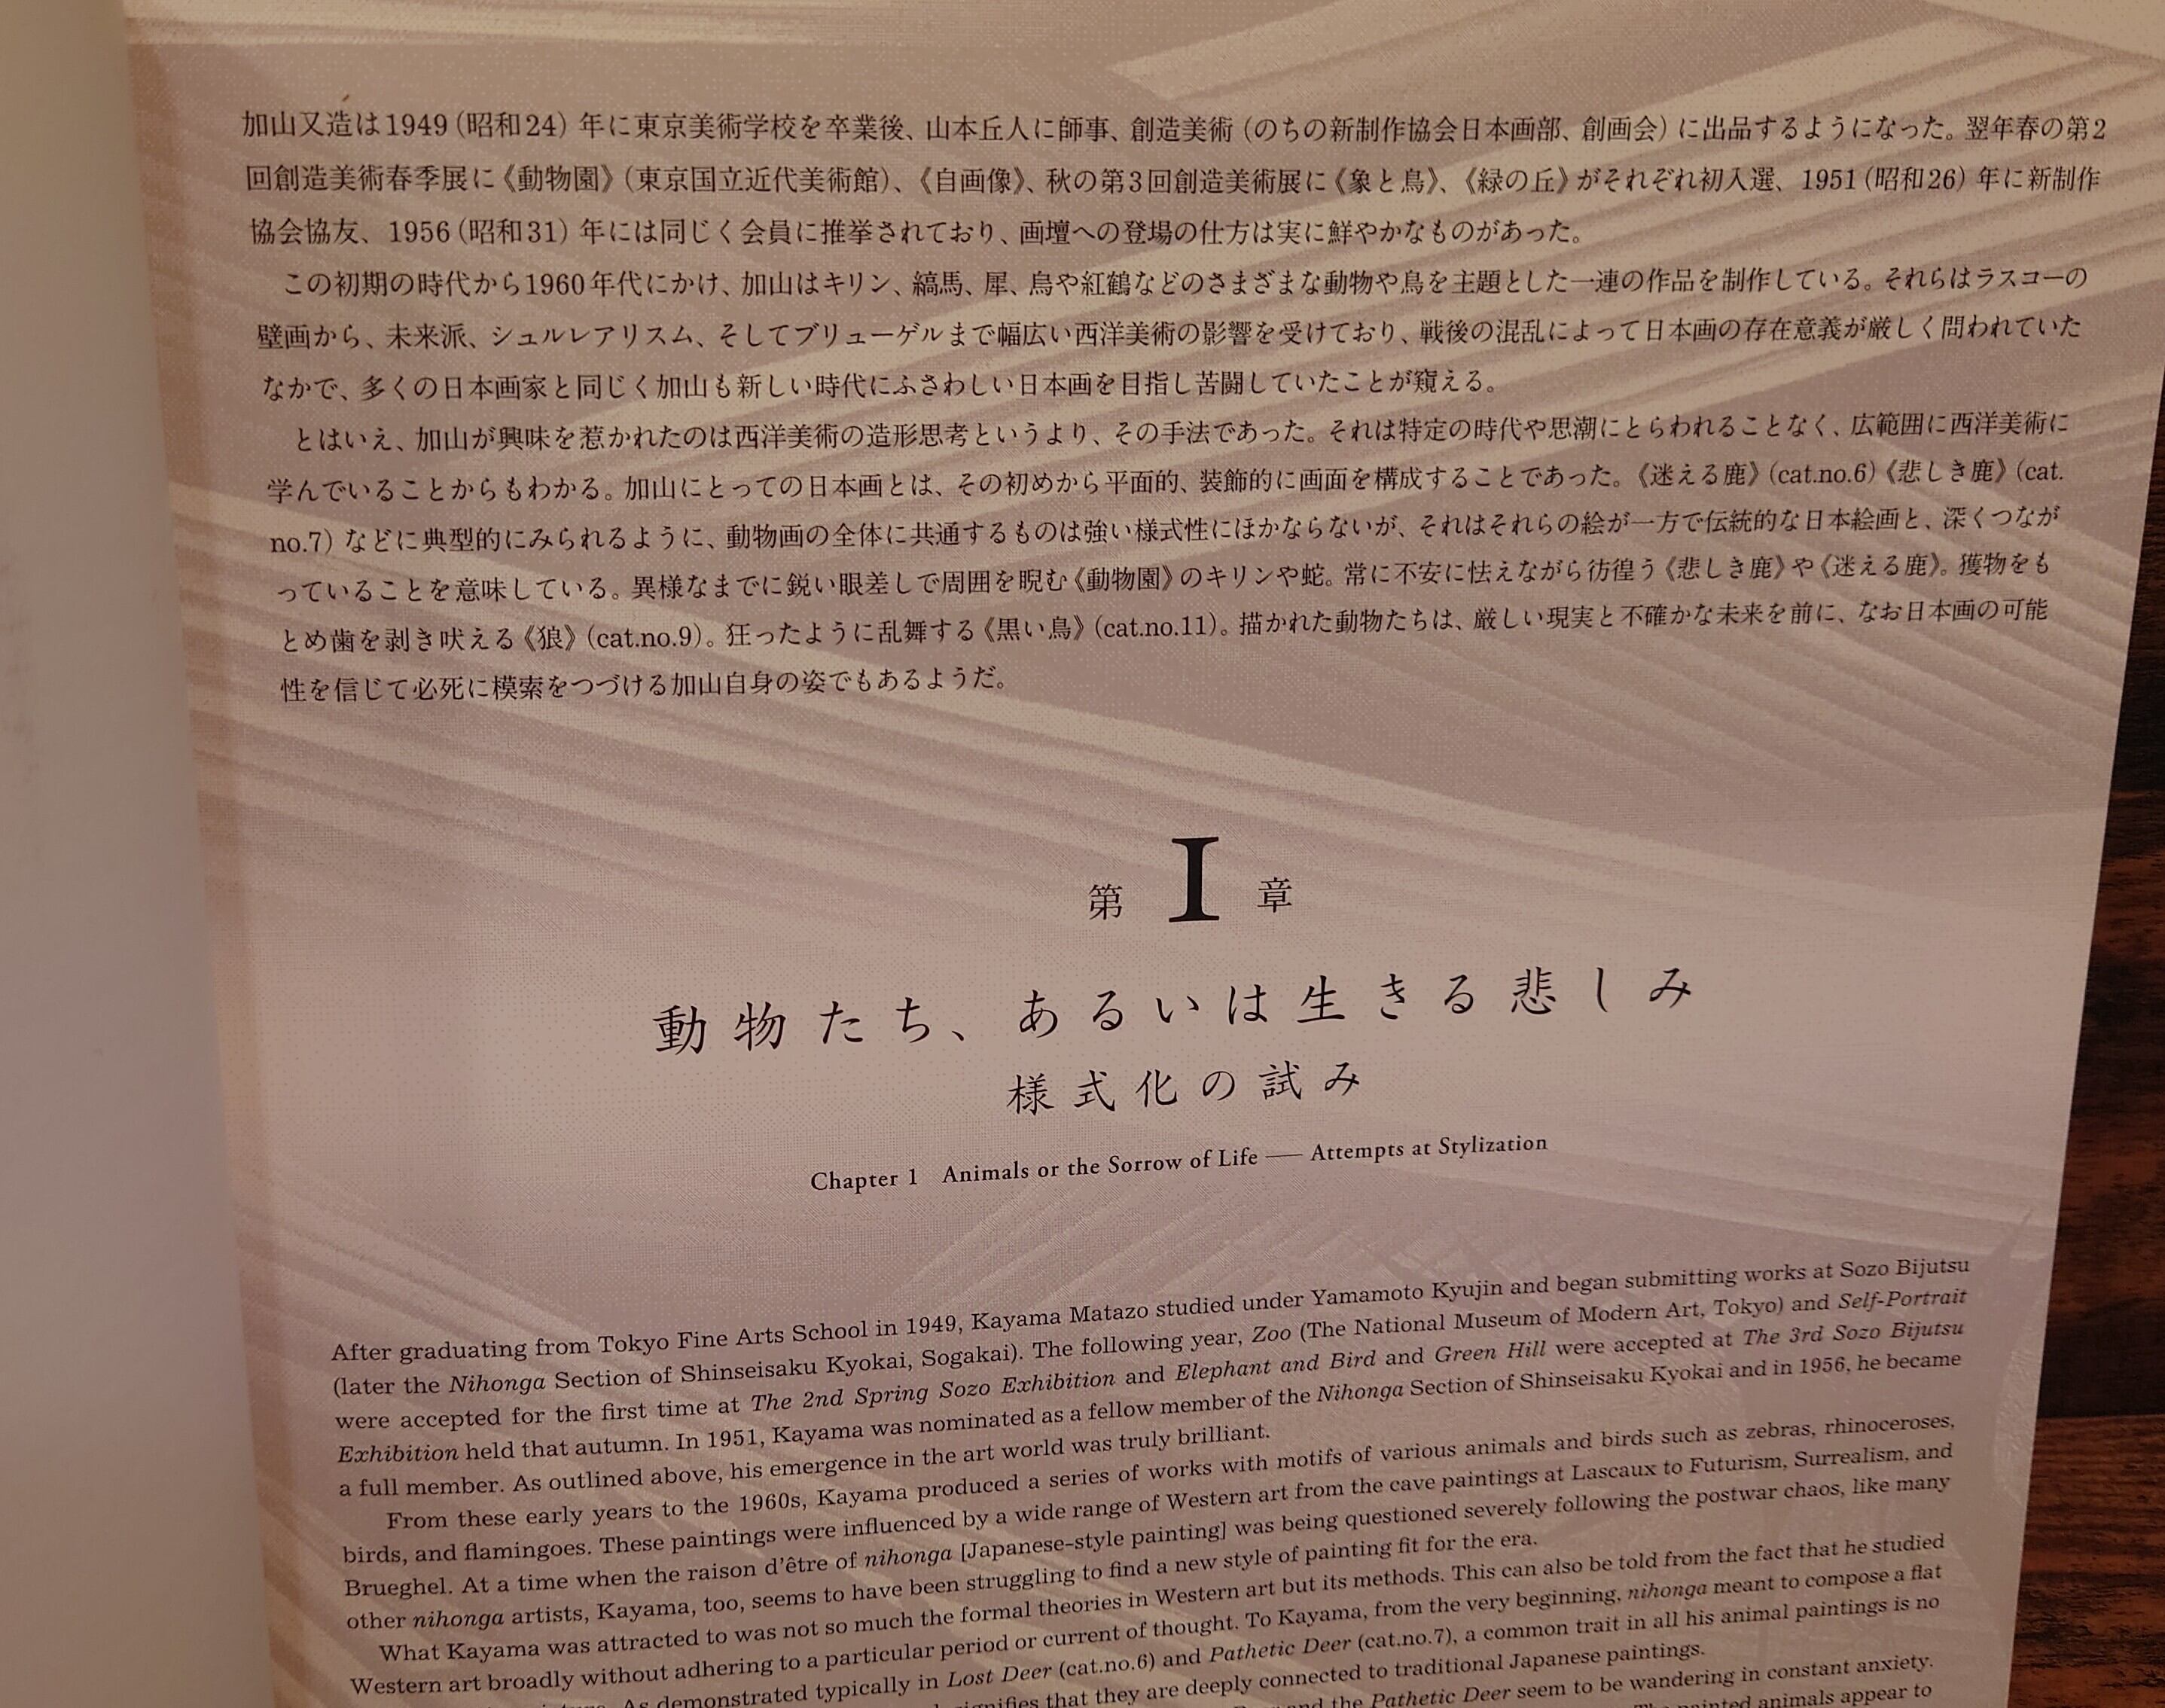 加山又造は1949（昭和24）年に東京美術学校を卒業後、山本丘人に師事、創造美術（のちの新制作協会日本画部、創画会）に出品するようになった。翌年春の第2
回創造美術春季展に《動物園》（東京国立近代美術館）、《自画像》、秋の第3回創造美術展に《象と鳥》、《緑の丘》がそれぞれ初入選、1951（昭和26）年に新制作
協会協友、1956（昭和31）年には同じく会員に推挙されており、画壇への登場の仕方は実に鮮やかなものがあった。
この初期の時代から1960年代にかけ、加山はキリン、縞馬、犀、烏や紅鶴などのさまざまな動物や鳥を主題とした一連の作品を制作している。それらはラスコーの
壁画から、未来派、シュルレアリスム、そしてブリューゲルまで幅広い西洋美術の影響を受けており、戦後の混乱によって日本画の存在意義が厳しく問われていた
なかで、多くの日本画家と同じく加山も新しい時代にふさわしい日本画を目指し苦闘していたことが窺える。
とはいえ、加山が興味を惹かれたのは西洋美術の造形思考というより、その手法であった。それは特定の時代や思潮にとらわれることなく、広範囲に西洋美術に
学んでいることからもわかる。加山にとっての日本画とは、その初めから平面的、装飾的に画面を構成することであった。《迷える鹿》（cat.no.6）《悲しき鹿》（cat.
no.7）などに典型的にみられるように、動物画の全体に共通するものは強い様式性にほかならないが、それはそれらの絵が一方で伝統的な日本絵画と、深くつなが
っていることを意味している。異様なまでに鋭い眼差しで周囲を睨む《動物園》のキリンや蛇。常に不安に怯えながら彷徨う《悲しき鹿》や《迷える鹿》。獲物をも
とめ歯を剥き吠える《狼》（cat.no.9）。狂ったように乱舞する《黒い鳥》（cat.no.11）。描かれた動物たちは、厳しい現実と不確かな未来を前に、なお日本画の可能
性を信じて必死に模索をつづける加山自身の姿でもあるようだ。
第 I 章
動物たち、あるいは生きる悲しみ
様式化の試み
Chapter 1 Animals or the Sorrow of Life — Attempts at Stylization
After graduating from Tokyo Fine Arts School in 1949, Kayama Matazo studied under Yamamoto Kyujin and began submitting works at Sozo Bijutsu
(later the Nihonga Section of Shinseisaku Kyokai, Sogakai). The following year, Zoo (The National Museum of Modern Art, Tokyo) and Self-Portrait
were accepted for the first time at The 2nd Spring Sozo Exhibition and Elephant and Bird and Green Hill were accepted at The 3rd Sozo Bijutsu
Exhibition held that autumn. In 1951, Kayama was nominated as a fellow member of the Nihonga Section of Shinseisaku Kyokai and in 1956, he became
a full member. As outlined above, his emergence in the art world was truly brilliant.
From these early years to the 1960s, Kayama produced a series of works with motifs of various animals and birds such as zebras, rhinoceroses,
birds, and flamingoes. These paintings were influenced by a wide range of Western art from the cave paintings at Lascaux to Futurism, Surrealism, and
Brueghel. At a time when the raison d'être of nihonga [Japanese-style painting] was being questioned severely following the postwar chaos, like many
other nihonga artists, Kayama, too, seems to have been struggling to find a new style of painting fit for the era.
What Kayama was attracted to was not so much the formal theories in Western art but its methods. This can also be told from the fact that he studied
Western art broadly without adhering to a particular period or current of thought. To Kayama, from the very beginning, nihonga meant to compose a flat
As demonstrated typically in Lost Deer (cat.no.6) and Pathetic Deer (cat.no.7), a common trait in all his animal paintings is no
signifies that they are deeply connected to traditional Japanese paintings.
and the Pathetic Deer seem to be wandering in constant anxiety.
painted animals appear to